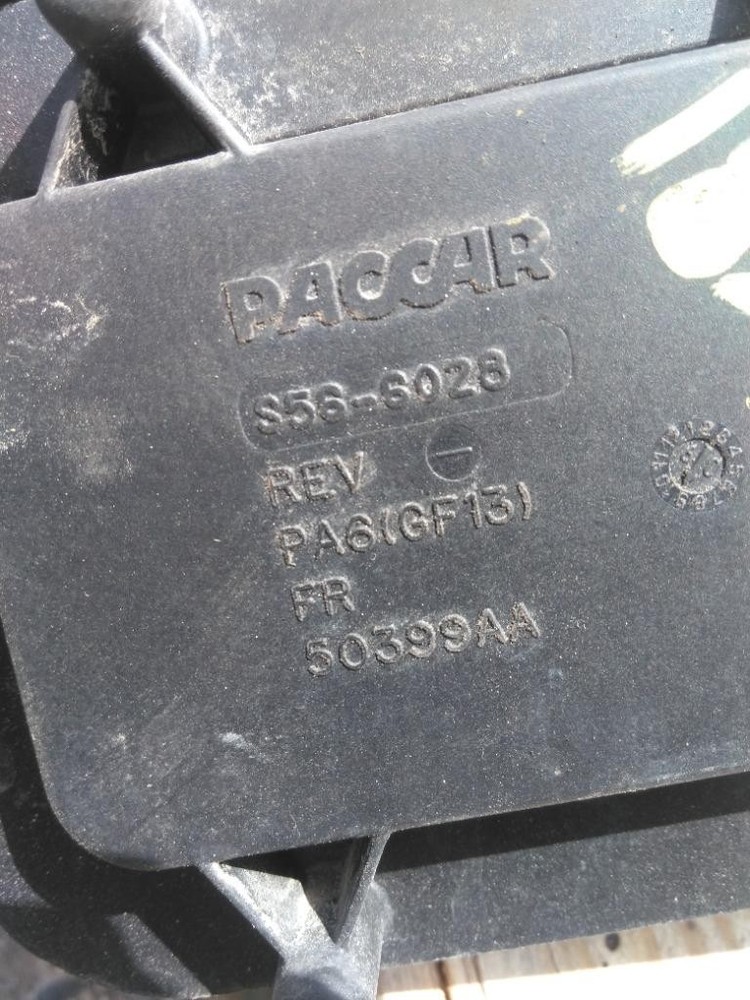 PACCAR
S56-6028
REV -
PA6(GF13)
FR
50399AA